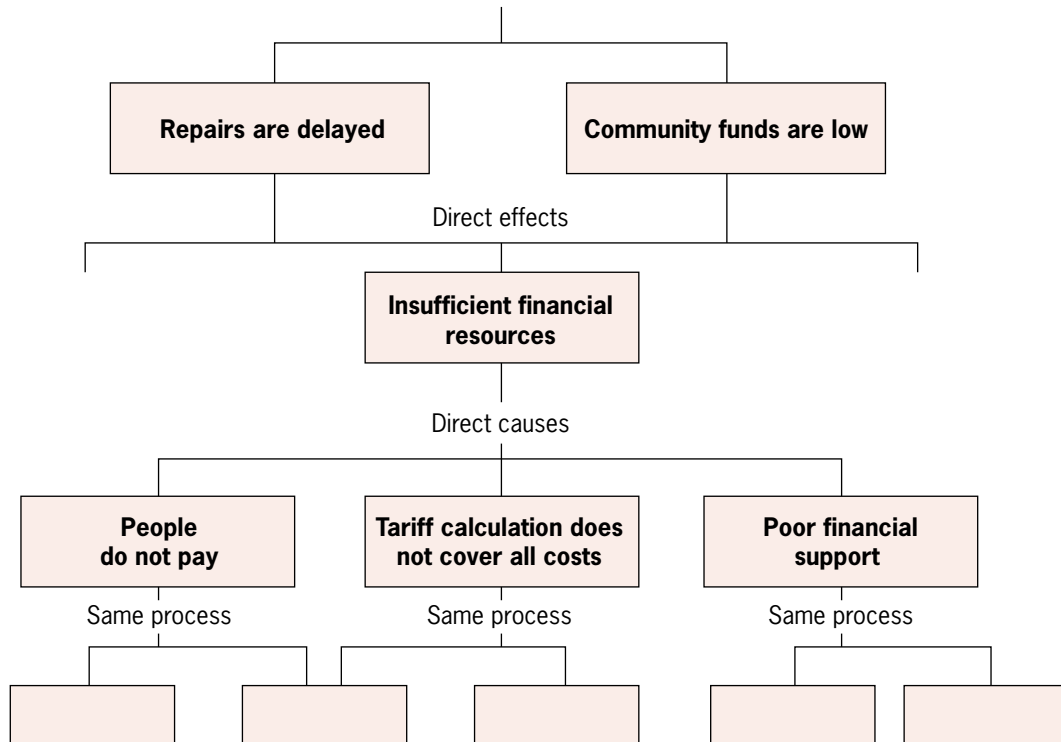 Repairs are delayed
Community funds are low
Direct effects
Insufficient financial
resources
Direct causes
People
do not pay
Tariff calculation does
not cover all costs
Poor financial
support
Same process
Same process
Same process